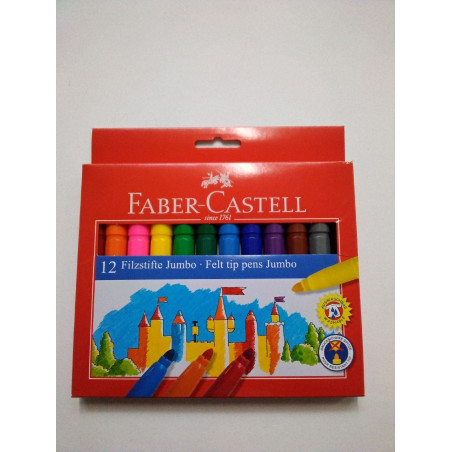 FABER-CASTELL
since 1761
12 Filzstifte Jumbo · Felt tip pens Jumbo